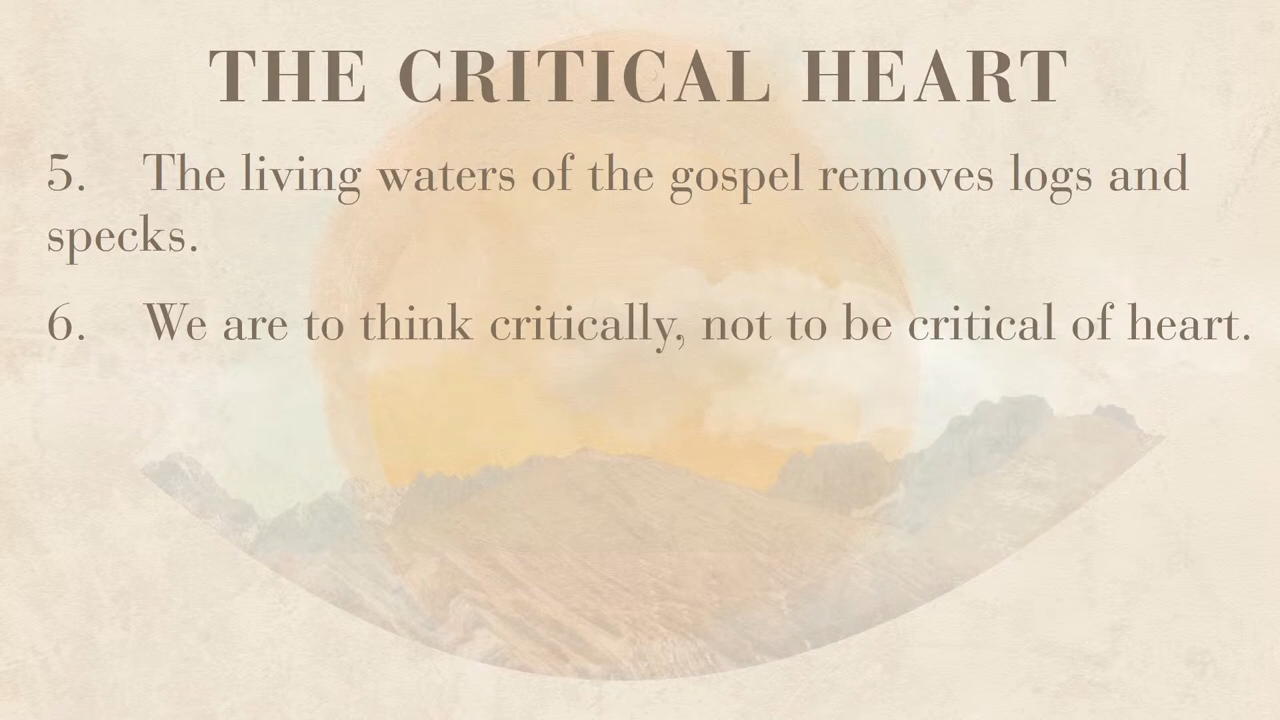 THE CRITICAL HEART
5. The living waters of the gospel removes logs and
specks.
6. We are to think critically, not to be critical of heart.